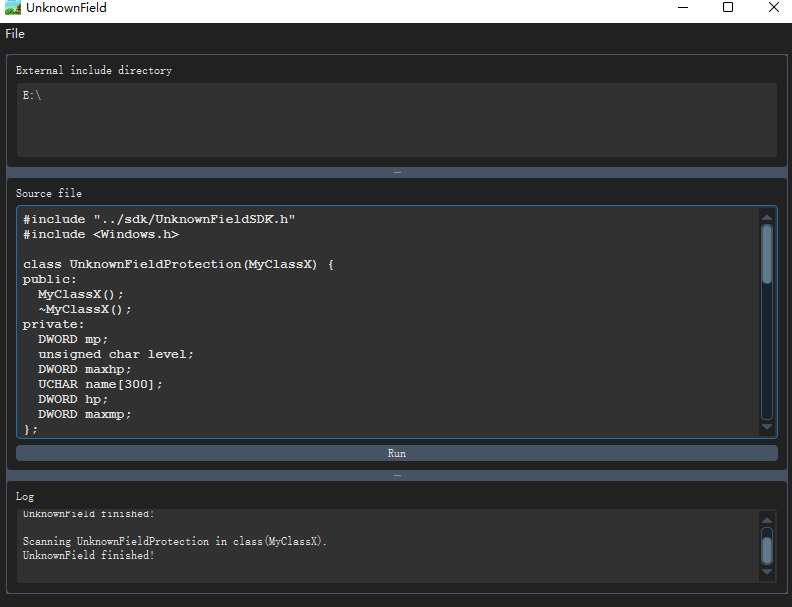 UnknownField
File
External include directory
E:\
Source file
#include "../sdk/UnknownFieldSDK.h"
#include <Windows.h>
class UnknownFieldProtection(MyClassX) {
public:
  MyClassX();
  ~MyClassX();
private:
  DWORD mp;
  unsigned char level;
  DWORD maxhp;
  UCHAR name[300];
  DWORD hp;
  DWORD maxmp;
};
Run
Log
UnknownField finished!
Scanning UnknownFieldProtection in class(MyClassX).
UnknownField finished!